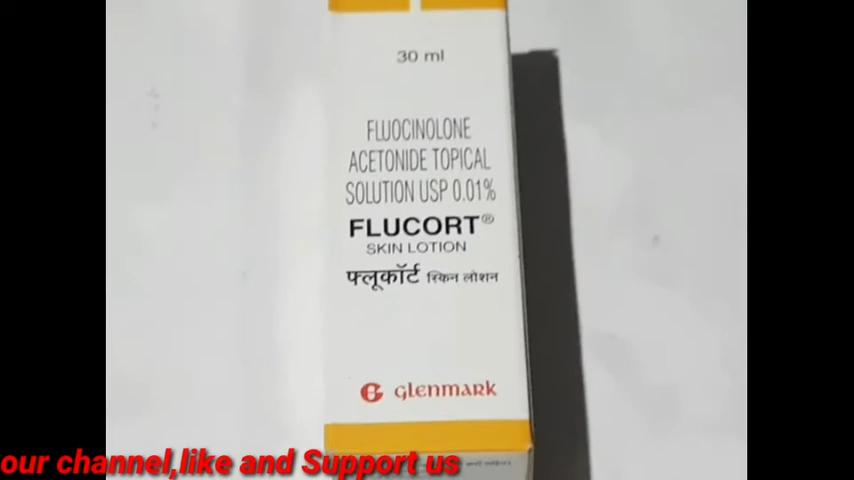 30 ml
FLUOCINOLONE
ACETONIDE TOPICAL
SOLUTION USP 0.01%
FLUCORT®
SKIN LOTION
फ्लूकॉर्ट स्किन लोशन
glenmark
our channel,like and Support us